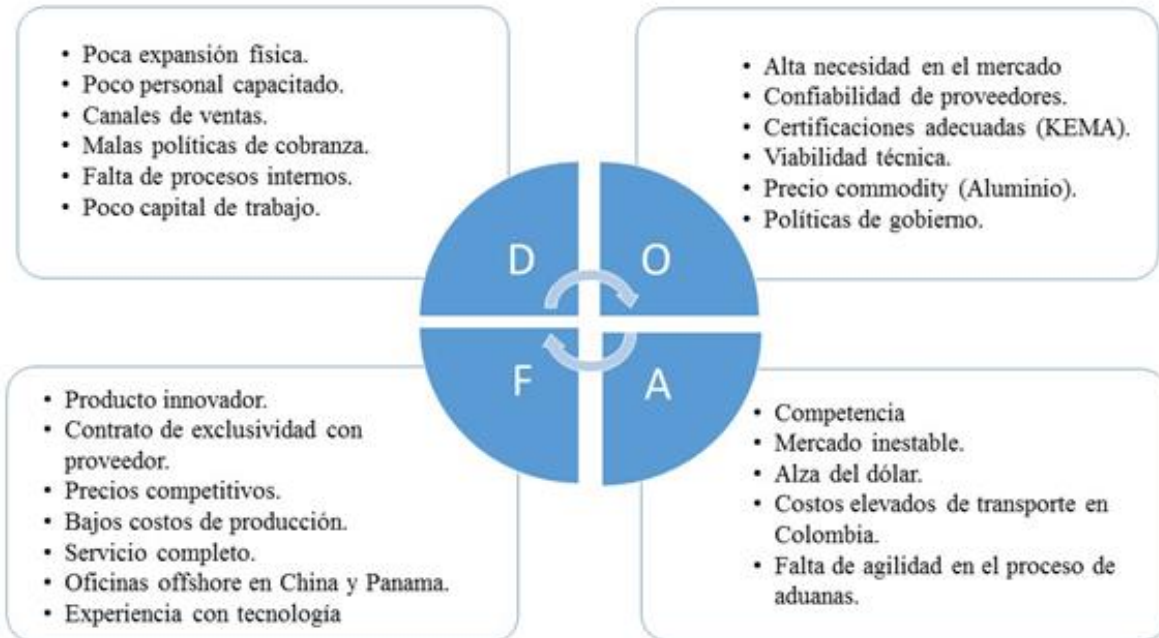 • Poca expansión física.
• Poco personal capacitado.
• Canales de ventas.
• Malas políticas de cobranza.
• Falta de procesos internos.
• Poco capital de trabajo.
• Alta necesidad en el mercado
• Confiabilidad de proveedores.
• Certificaciones adecuadas (KEMA).
• Viabilidad técnica.
• Precio commodity (Aluminio).
• Políticas de gobierno.
D
O
F
A
• Producto innovador.
• Contrato de exclusividad con
proveedor.
• Precios competitivos.
• Bajos costos de producción.
• Servicio completo.
• Oficinas offshore en China y Panama.
• Experiencia con tecnología
• Competencia
• Mercado inestable.
• Alza del dólar.
• Costos elevados de transporte en
Colombia.
• Falta de agilidad en el proceso de
aduanas.